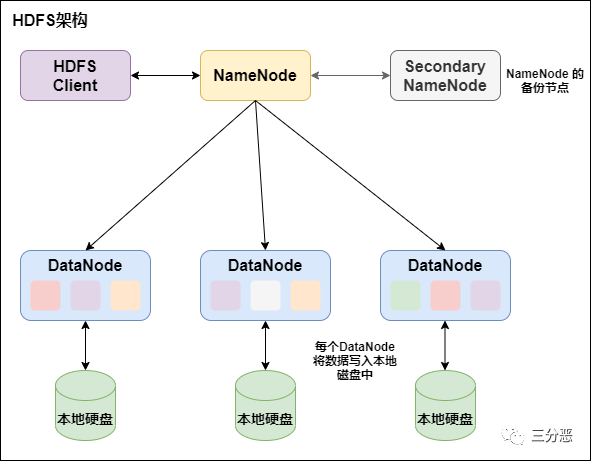 HDFS架构
HDFS
Client
NameNode
Secondary
NameNode
NameNode 的
备份节点
DataNode
DataNode
DataNode
每个DataNode
将数据写入本地
磁盘中
本地硬盘
本地硬盘
本地硬盘
三分恶